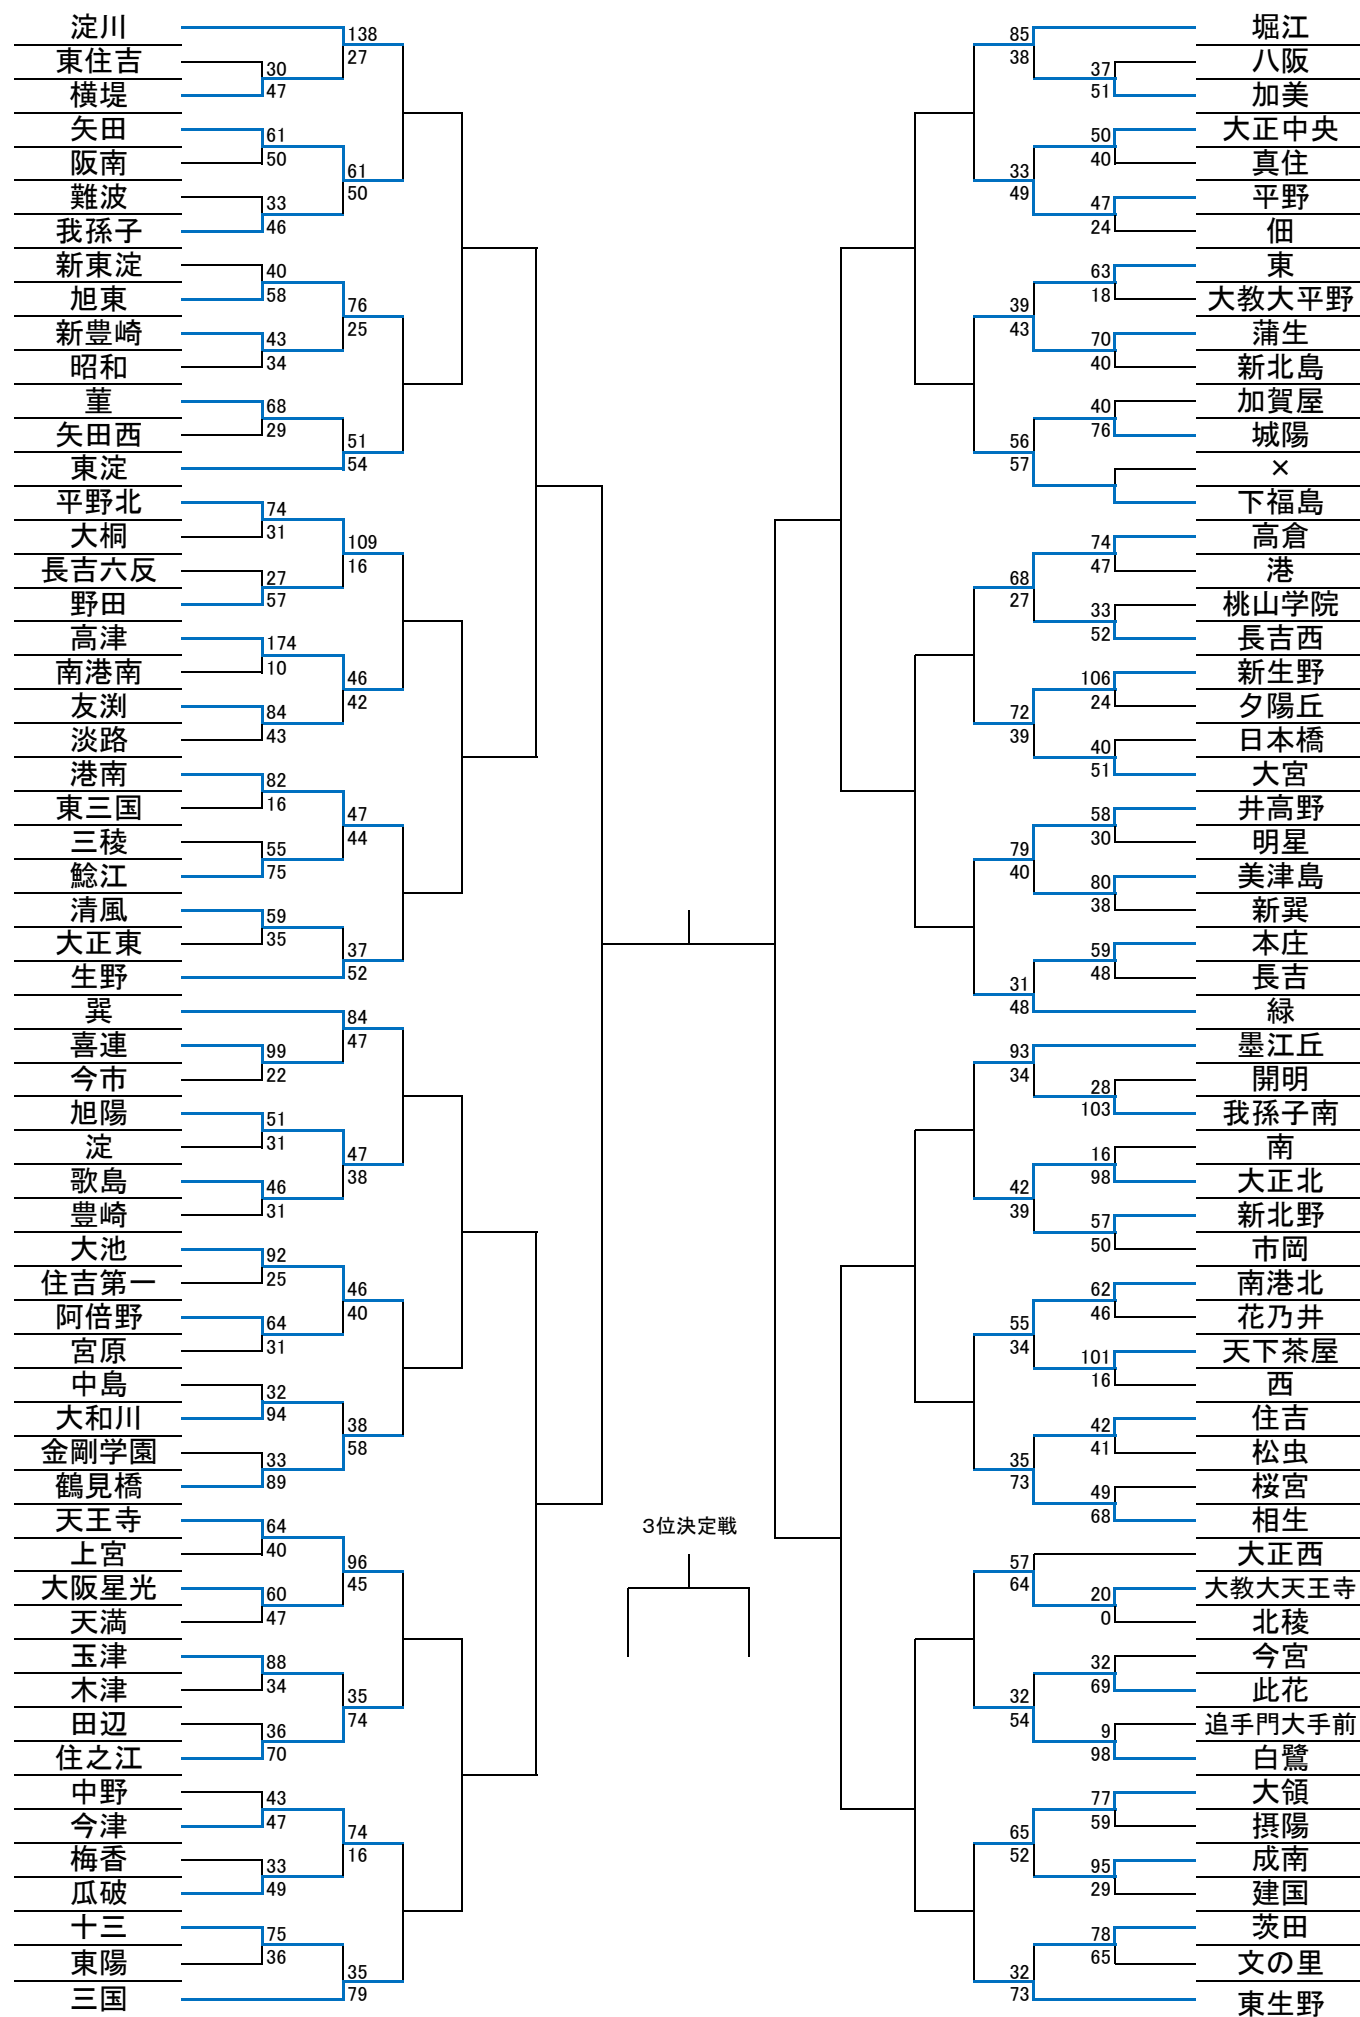 淀川
138
27
東住吉
30
47
横堤
矢田
61
50
阪南
61
50
難波
33
46
我孫子
新東淀
40
58
旭東
76
25
新豊崎
43
34
昭和
菫
68
29
矢田西
51
54
東淀
平野北
74
31
大桐
109
16
長吉六反
27
57
野田
高津
174
10
南港南
46
42
友渕
84
43
淡路
港南
82
16
東三国
47
44
三稜
55
75
鯰江
清風
59
35
大正東
37
52
生野
巽
84
47
喜連
99
22
今市
旭陽
51
31
淀
47
38
歌島
46
31
豊崎
大池
92
25
住吉第一
46
40
阿倍野
64
31
宮原
中島
32
94
大和川
38
58
金剛学園
33
89
鶴見橋
天王寺
64
40
上宮
96
45
大阪星光
60
47
天満
玉津
88
34
木津
35
74
田辺
36
70
住之江
中野
43
47
今津
74
16
梅香
33
49
瓜破
十三
75
36
東陽
35
79
三国
3位決定戦
堀江
85
38
八阪
37
51
加美
大正中央
50
40
真住
33
49
平野
47
24
佃
東
63
18
大教大平野
39
43
蒲生
70
40
新北島
加賀屋
40
76
城陽
56
57
×
下福島
高倉
74
47
港
68
27
桃山学院
33
52
長吉西
新生野
106
24
夕陽丘
72
39
日本橋
40
51
大宮
井高野
58
30
明星
79
40
美津島
80
38
新巽
本庄
59
48
長吉
31
48
緑
墨江丘
93
34
開明
28
103
我孫子南
南
16
98
大正北
42
39
新北野
57
50
市岡
南港北
62
46
花乃井
55
34
天下茶屋
101
16
西
住吉
42
41
松虫
35
73
桜宮
49
68
相生
大正西
57
64
大教大天王寺
20
0
北稜
今宮
32
69
此花
32
54
追手門大手前
9
98
白鷺
大領
77
59
摂陽
65
52
成南
95
29
建国
茨田
78
65
文の里
32
73
東生野